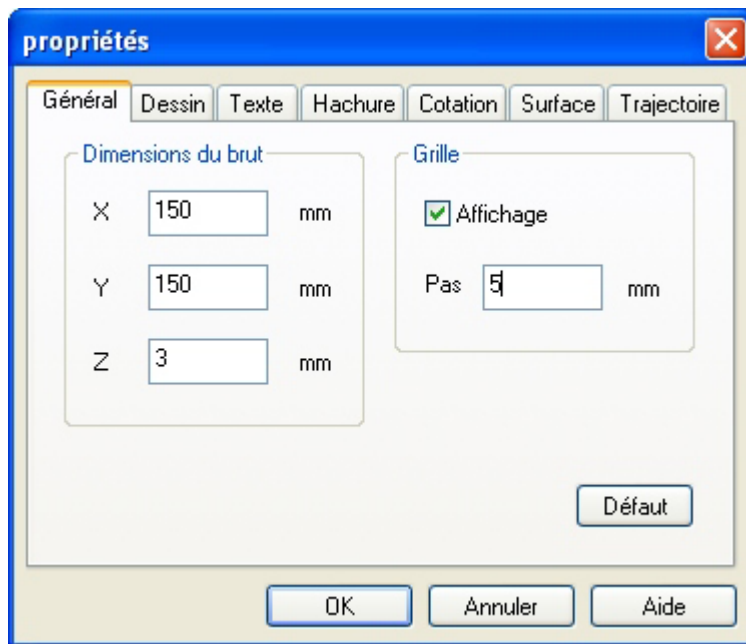 propriétés
Général Dessin Texte Hachure Cotation Surface Trajectoire
Dimensions du brut
X 150 mm
Y 150 mm
Z 3 mm
Grille
Affichage
Pas 5 mm
Défaut
OK Annuler Aide